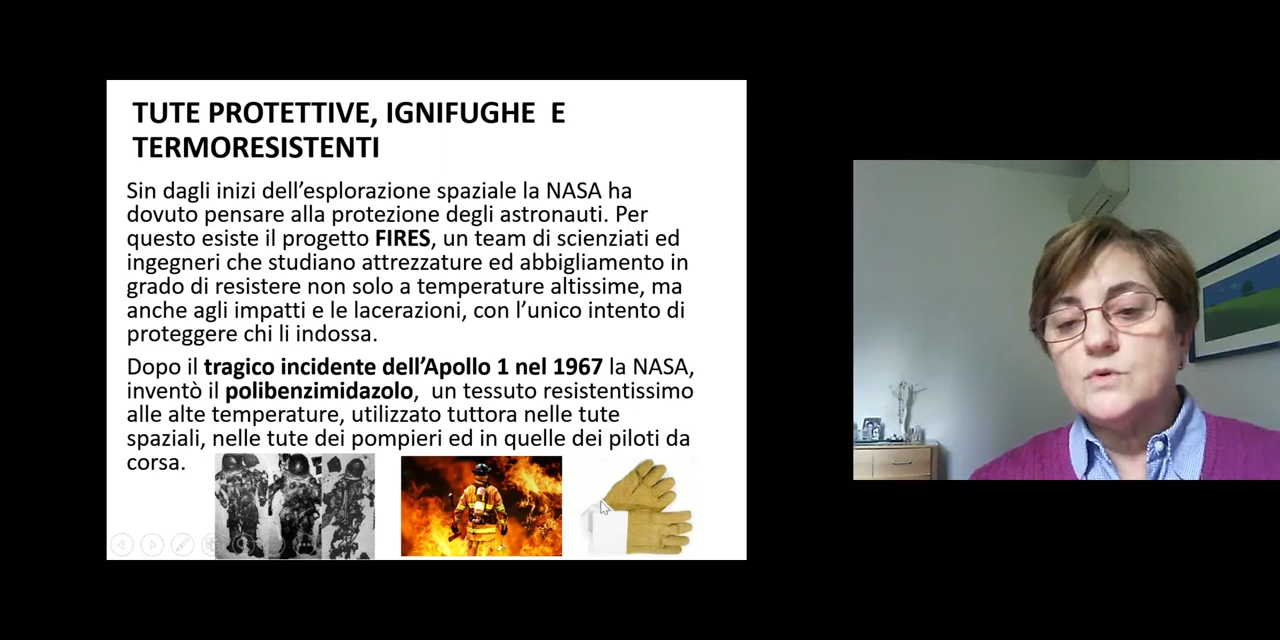 TUTE PROTETTIVE, IGNIFUGHE  E
TERMORESISTENTI
Sin dagli inizi dell’esplorazione spaziale la NASA ha
dovuto pensare alla protezione degli astronauti. Per
questo esiste il progetto FIRES, un team di scienziati ed
ingegneri che studiano attrezzature ed abbigliamento in
grado di resistere non solo a temperature altissime, ma
anche agli impatti e le lacerazioni, con l’unico intento di
proteggere chi li indossa.
Dopo il tragico incidente dell’Apollo 1 nel 1967 la NASA,
inventò il polibenzimidazolo,  un tessuto resistentissimo
alle alte temperature, utilizzato tuttora nelle tute
spaziali, nelle tute dei pompieri ed in quelle dei piloti da
corsa.